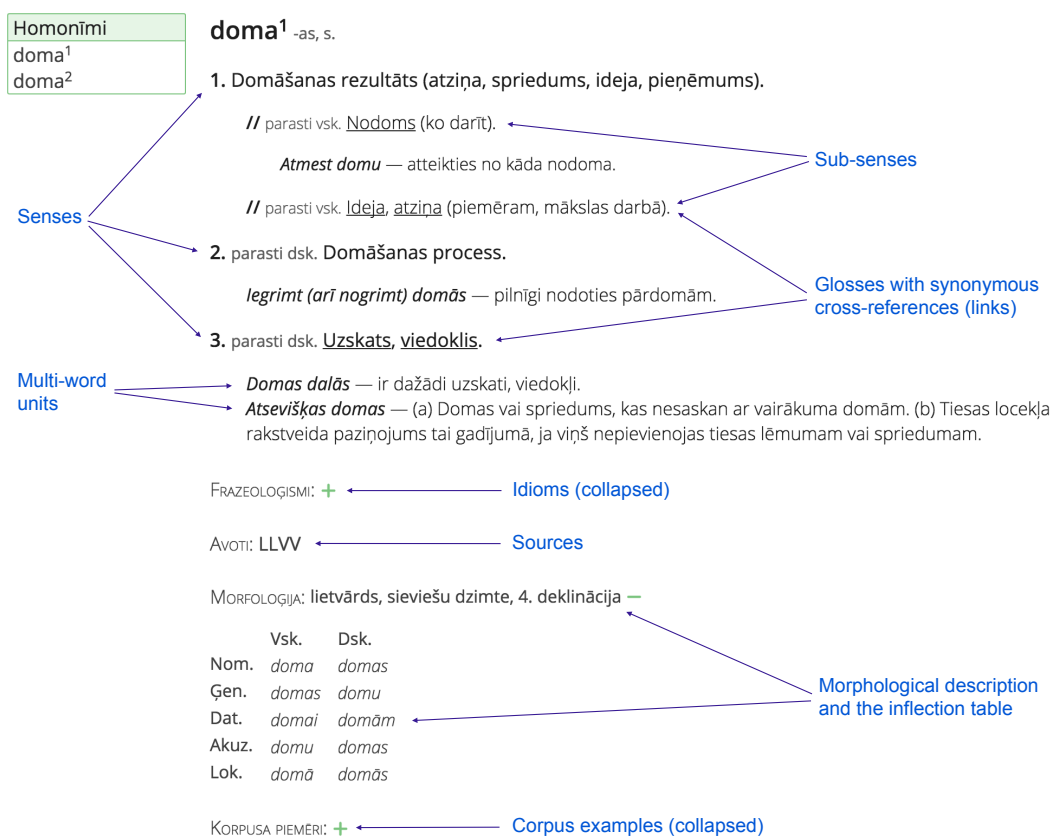 Homonīmi
doma¹
doma²
doma¹ -as, s.
1. Domāšanas rezultāts (atziņa, spriedums, ideja, pieņēmums).
// parasti vsk. Nodoms (ko darīt).
Atmest domu — atteikties no kāda nodoma.
Sub-senses
// parasti vsk. Ideja, atziņa (piemēram, mākslas darbā).
Senses
2. parasti dsk. Domāšanas process.
Iegrimt (arī nogrimt) domās — pilnīgi nodoties pārdomām.
Glosses with synonymous
cross-references (links)
3. parasti dsk. Uzskats, viedoklis.
Multi-word
units
Domas dalās — ir dažādi uzskati, viedokļi.
Atsevišķas domas — (a) Domas vai spriedums, kas nesaskan ar vairākuma domām. (b) Tiesas locekļa
rakstveida paziņojums tai gadījumā, ja viņš nepievienojas tiesas lēmumam vai spriedumam.
Frazeoloģismi: +
Idioms (collapsed)
Avoti: LLVV
Sources
Morfoloģija: lietvārds, sieviešu dzimte, 4. deklinācija −
Vsk. Dsk.
Nom. doma domas
Ģen. domas domu
Dat. domai domām
Akuz. domu domas
Lok. domā domās
Morphological description
and the inflection table
Korpusa piemēri: +
Corpus examples (collapsed)